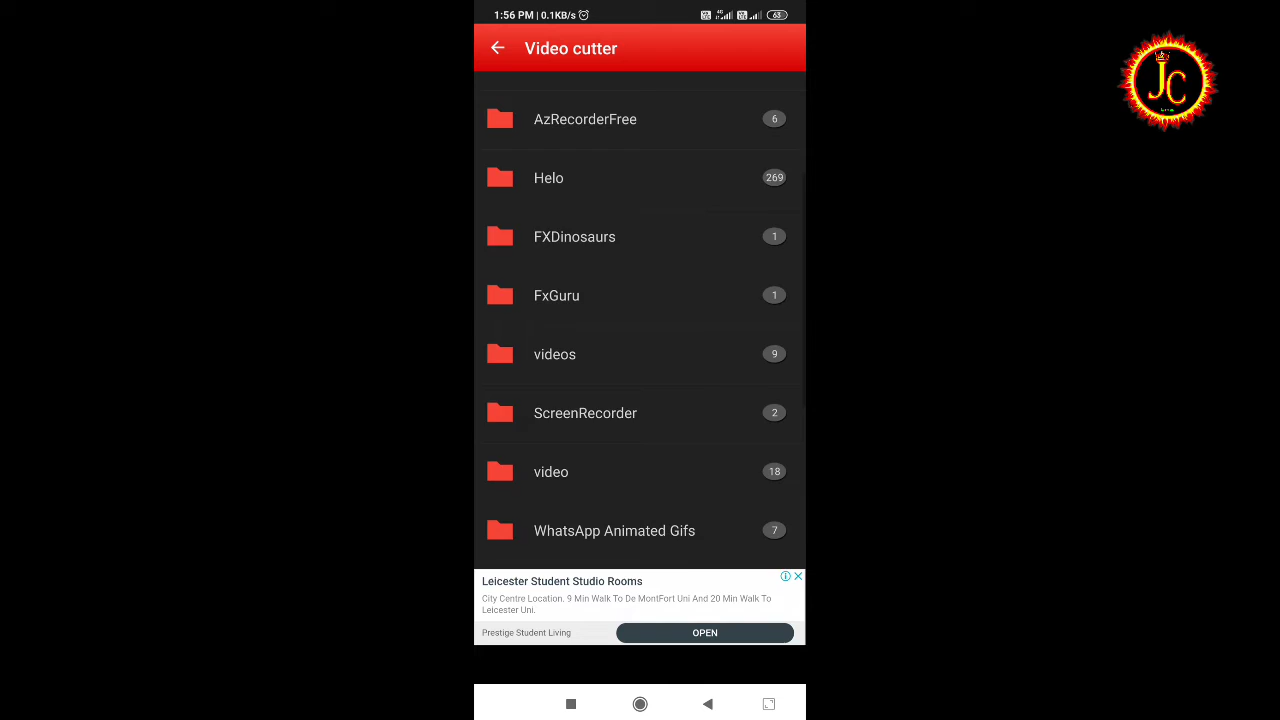 1:56 PM | 0.1KB/s
63
Video cutter
AzRecorderFree 6
Helo 269
FXDinosaurs 1
FxGuru 1
videos 9
ScreenRecorder 2
video 18
WhatsApp Animated Gifs 7
Leicester Student Studio Rooms
City Centre Location. 9 Min Walk To De MontFort Uni And 20 Min Walk To
Leicester Uni.
Prestige Student Living OPEN
JC